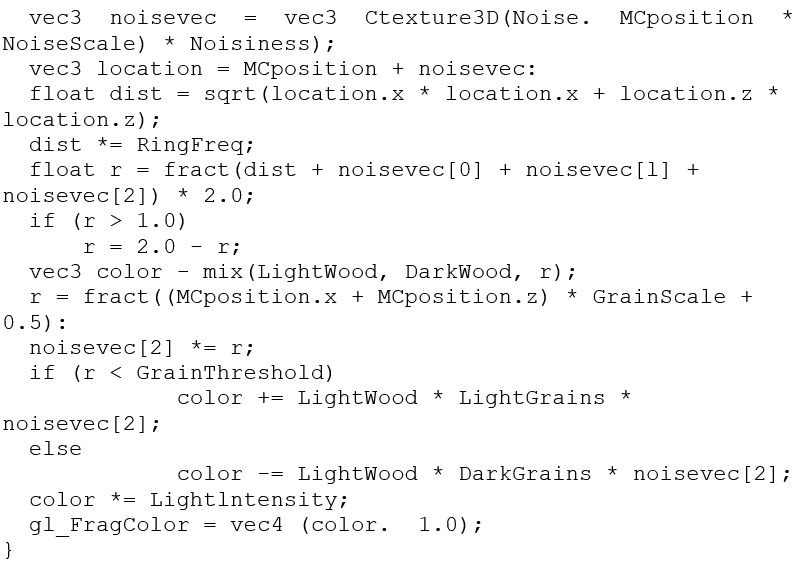 vec3 noisevec = vec3 Ctexture3D(Noise. MCposition *
NoiseScale) * Noisiness);
vec3 location = MCposition + noisevec:
float dist = sqrt(location.x * location.x + location.z *
location.z);
dist *= RingFreq;
float r = fract(dist + noisevec[0] + noisevec[l] +
noisevec[2]) * 2.0;
if (r > 1.0)
r = 2.0 - r;
vec3 color - mix(LightWood, DarkWood, r);
r = fract((MCposition.x + MCposition.z) * GrainScale +
0.5):
noisevec[2] *= r;
if (r < GrainThreshold)
color += LightWood * LightGrains *
noisevec[2];
else
color -= LightWood * DarkGrains * noisevec[2];
color *= Lightlntensity;
gl_FragColor = vec4 (color. 1.0);
}